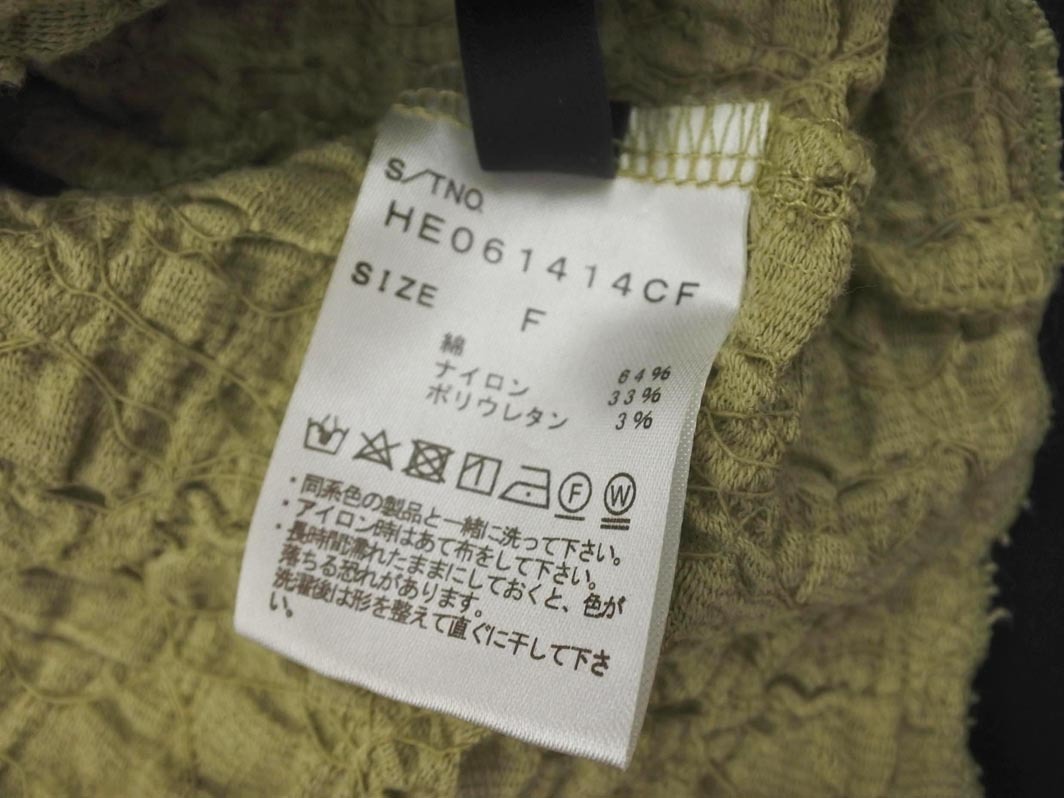 S/TNO.
HE061414CF
SIZE F
綿 64%
ナイロン 33%
ポリウレタン 3%
F W
・同系色の製品と一緒に洗って下さい。
・アイロン時はあて布をして下さい。
・長時間濡れたままにしておくと、色が
落ちる恐れがあります。
洗濯後は形を整えて直ぐに干して下さ
い。